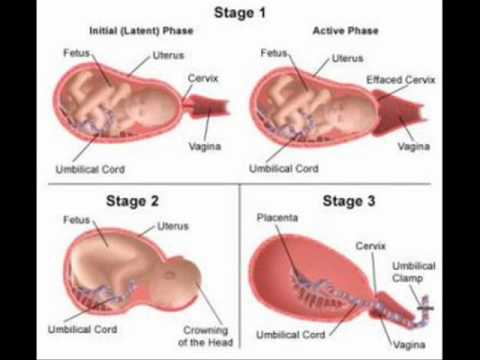 Stage 1
Initial (Latent) Phase
Fetus
Uterus
Cervix
Vagina
Umbilical Cord
Active Phase
Fetus
Uterus
Effaced Cervix
Vagina
Umbilical Cord
Stage 2
Fetus
Uterus
Umbilical Cord
Crowning
of the Head
Stage 3
Placenta
Cervix
Umbilical
Clamp
Umbilical Cord
Vagina